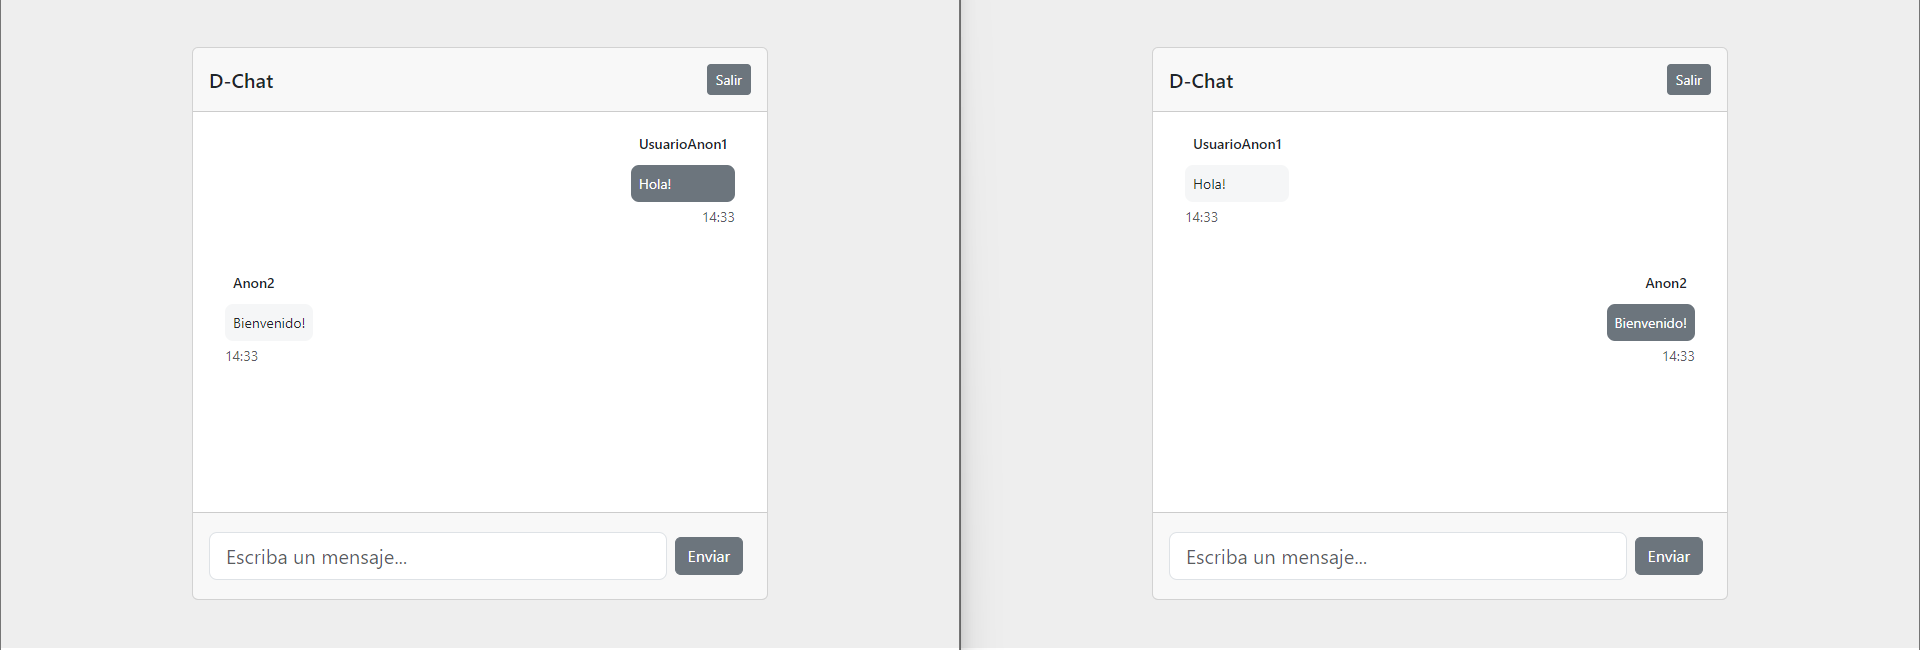 D-Chat
Salir
UsuarioAnon1
Hola!
14:33
Anon2
Bienvenido!
14:33
Escriba un mensaje...
Enviar
D-Chat
Salir
UsuarioAnon1
Hola!
14:33
Anon2
Bienvenido!
14:33
Escriba un mensaje...
Enviar